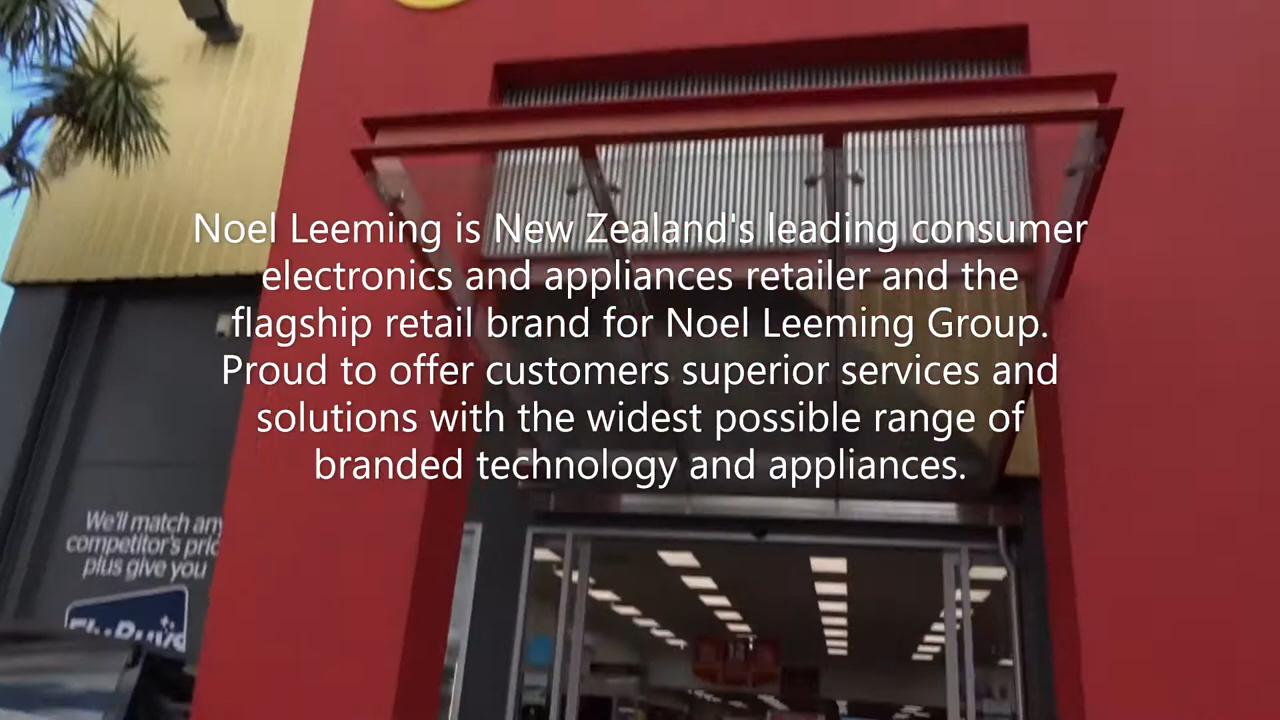 Noel Leeming is New Zealand's leading consumer
electronics and appliances retailer and the
flagship retail brand for Noel Leeming Group.
Proud to offer customers superior services and
solutions with the widest possible range of
branded technology and appliances.
We'll match any
competitor's
plus give you